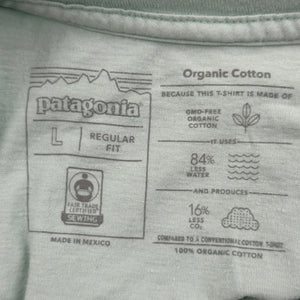 patagonia
L
REGULAR
FIT
FAIR TRADE
CERTIFIED
SEWING
MADE IN MEXICO
Organic Cotton
BECAUSE THIS T-SHIRT IS MADE OF
GMO-FREE
ORGANIC
COTTON
IT USES
84%
LESS
WATER
AND PRODUCES
16%
LESS
CO₂
COMPARED TO A CONVENTIONAL COTTON T-SHIRT
100% ORGANIC COTTON